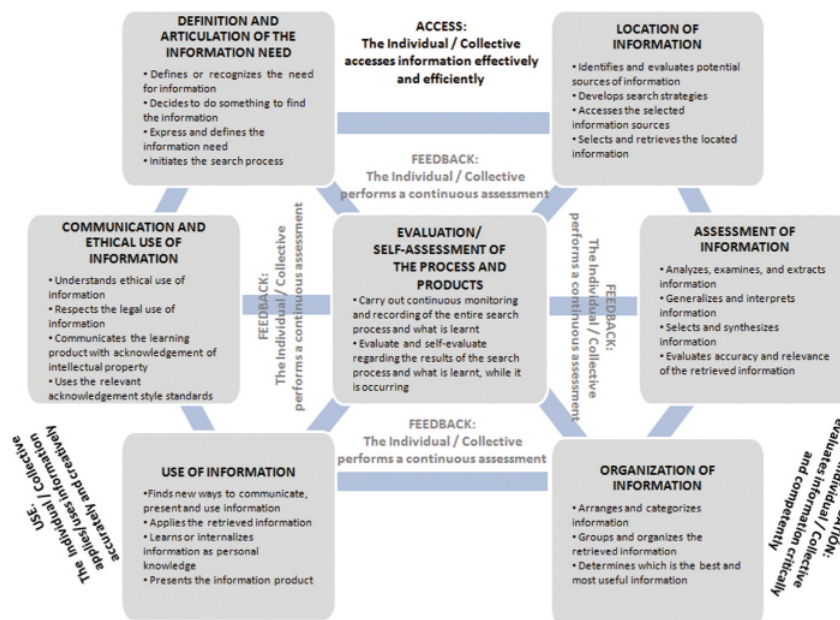 DEFINITION AND
ARTICULATION OF THE
INFORMATION NEED
• Defines or recognizes the need
for information
• Decides to do something to find
the information
• Express and defines the
information need
• Initiates the search process
ACCESS:
The Individual / Collective
accesses information effectively
and efficiently
LOCATION OF
INFORMATION
• Identifies and evaluates potential
sources of information
• Develops search strategies
• Accesses the selected
information sources
• Selects and retrieves the located
information
FEEDBACK:
The Individual / Collective
performs a continuous assessment
COMMUNICATION AND
ETHICAL USE OF
INFORMATION
• Understands ethical use of
information
• Respects the legal use of
information
• Communicates the learning
product with acknowledgement of
intellectual property
• Uses the relevant
acknowledgement style standards
FEEDBACK:
The Individual / Collective
performs a continuous assessment
EVALUATION/
SELF-ASSESSMENT OF
THE PROCESS AND
PRODUCTS
• Carry out continuous monitoring
and recording of the entire search
process and what is learnt
• Evaluate and self-evaluate
regarding the results of the search
process and what is learnt, while it
is occurring
FEEDBACK:
The Individual / Collective
performs a continuous assessment
ASSESSMENT OF
INFORMATION
• Analyzes, examines, and extracts
information
• Generalizes and interprets
information
• Selects and synthesizes
information
• Evaluates accuracy and relevance
of the retrieved information
FEEDBACK:
The Individual / Collective
performs a continuous assessment
USE.
The Individual / Collective
applies/uses information
accurately and creatively
USE OF INFORMATION
• Finds new ways to communicate,
present and use information
• Applies the retrieved information
• Learns or internalizes
information as personal
knowledge
• Presents the information product
ORGANIZATION OF
INFORMATION
• Arranges and categorizes
information
• Groups and organizes the
retrieved information
• Determines which is the best and
most useful information
Individual / Collective
evaluates information critically
and competently